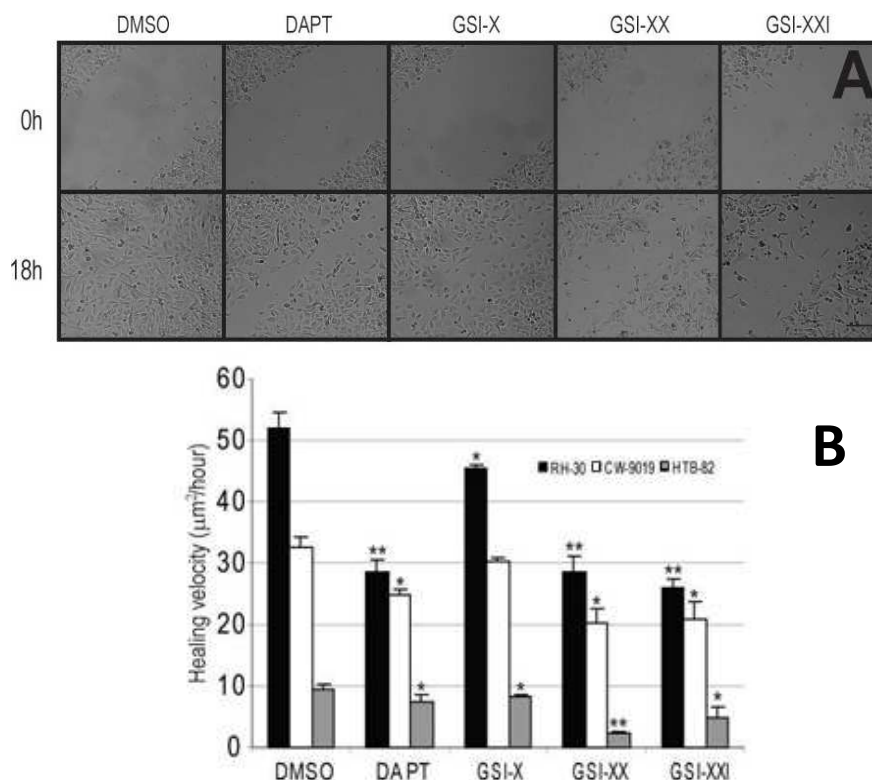 DMSO DAPT GSI-X GSI-XX GSI-XXI
A
0h
18h
60
50
40
30
20
10
0
Healing velocity (µm²/hour)
RH-30 CW-9019 HTB-82
B
* ** * ** * * * ** * ** * *
DMSO DAPT GSI-X GSI-XX GSI-XXI